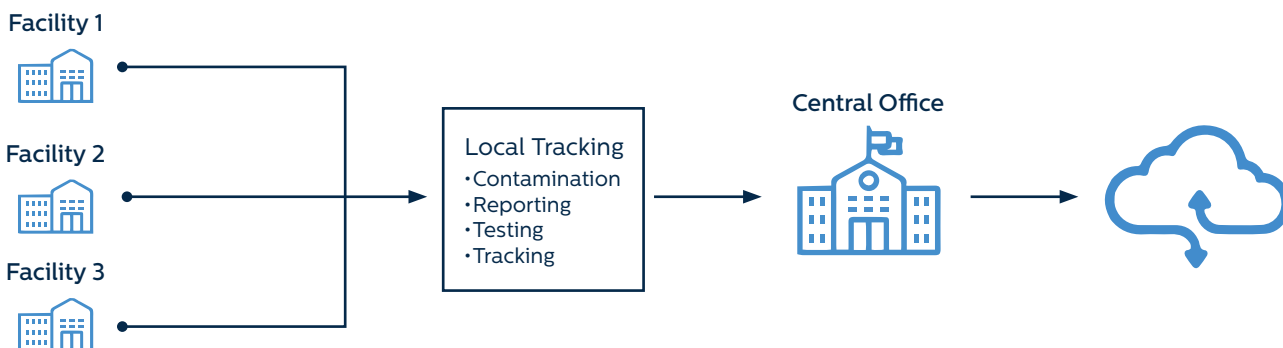 Facility 1
Facility 2
Facility 3
Local Tracking
•Contamination
•Reporting
•Testing
•Tracking
Central Office